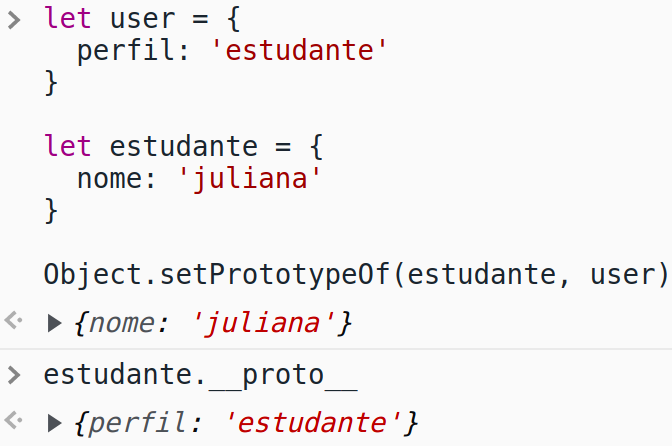 let user = {
  perfil: 'estudante'
}
let estudante = {
  nome: 'juliana'
}
Object.setPrototypeOf(estudante, user)
{nome: 'juliana'}
estudante.__proto__
{perfil: 'estudante'}